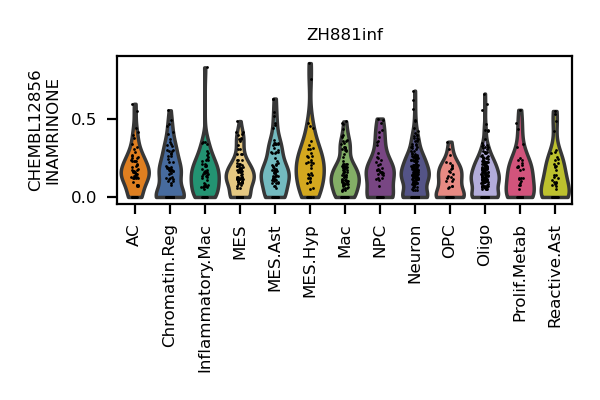 ZH881inf
CHEMBL12856
INAMRINONE
0.5
0.0
AC
Chromatin.Reg
Inflammatory.Mac
MES
MES.Ast
MES.Hyp
Mac
NPC
Neuron
OPC
Oligo
Prolif.Metab
Reactive.Ast